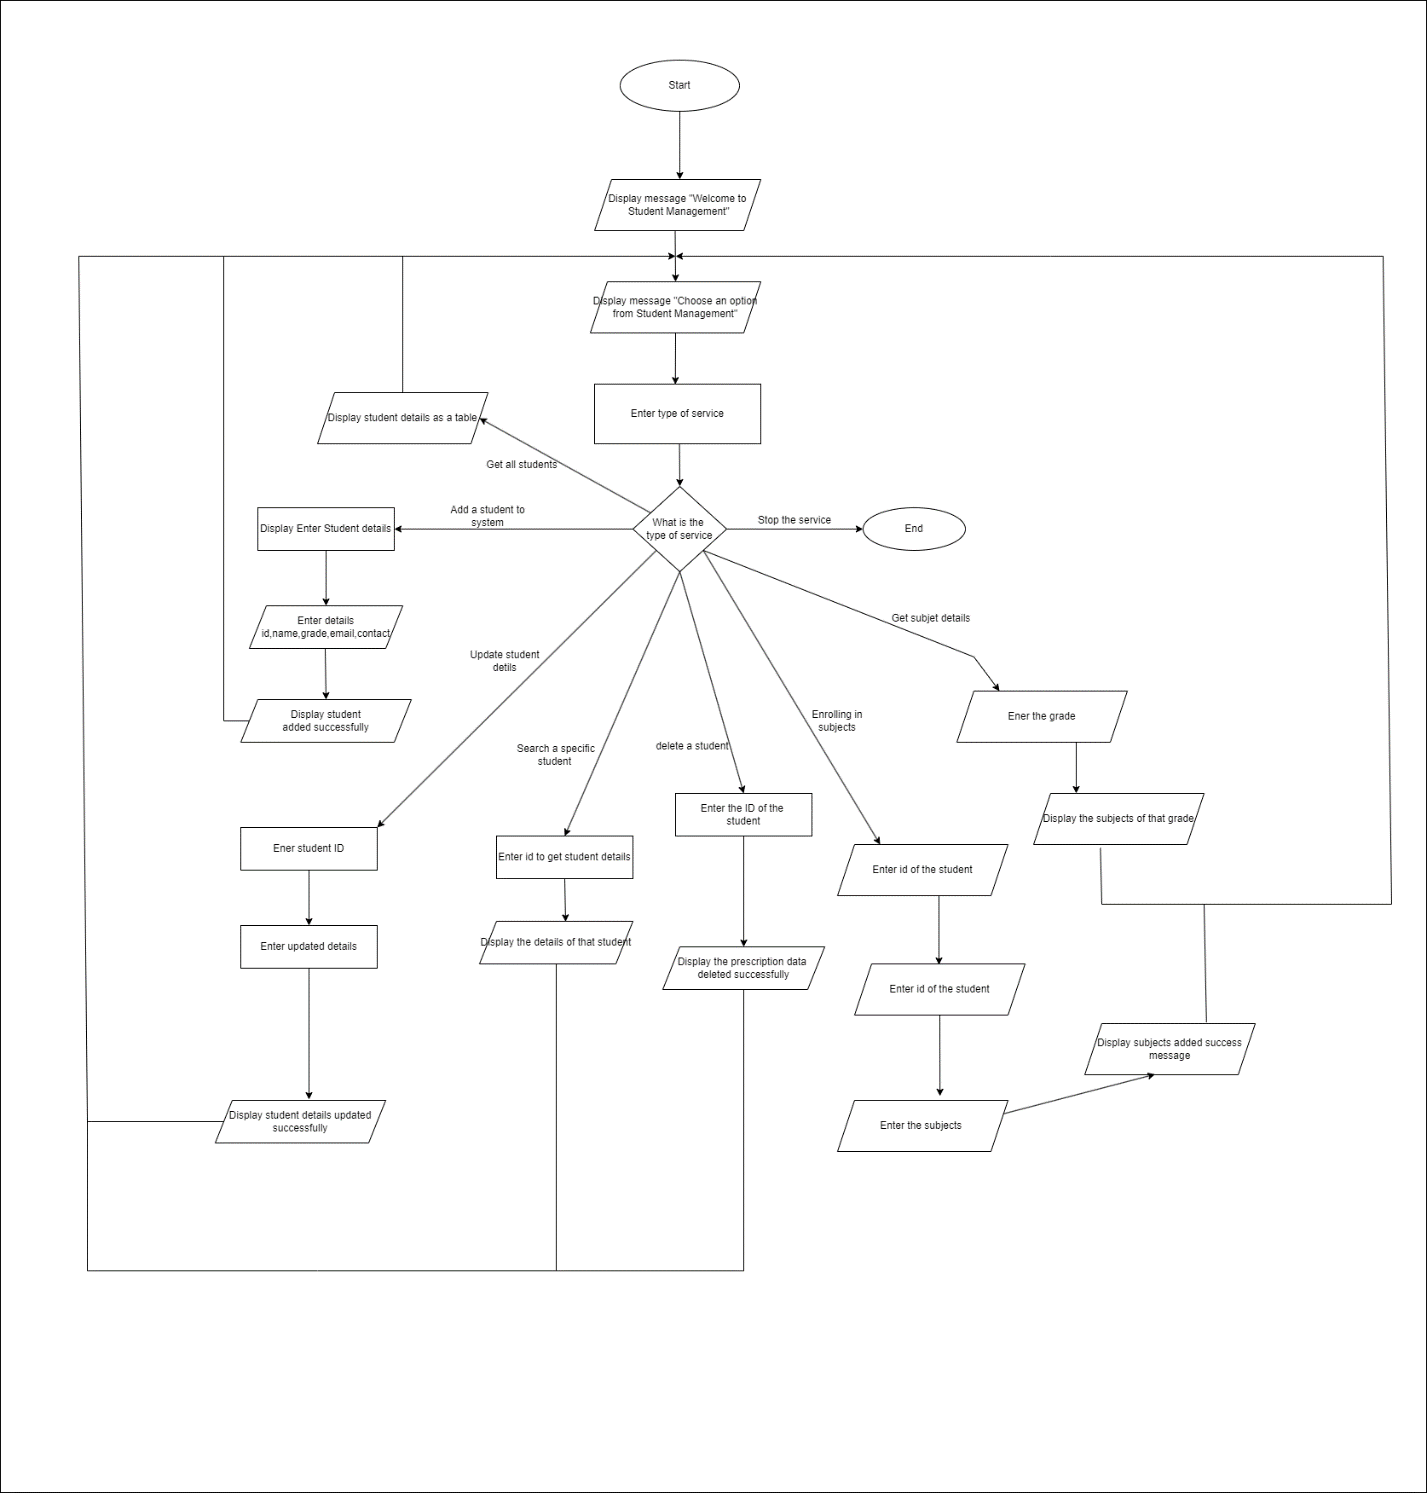 Start
Display message "Welcome to
Student Management"
Display message "Choose an option
from Student Management"
Enter type of service
Display student details as a table
Get all students
Add a student to
system
Display Enter Student details
What is the
type of service
Stop the service
End
Enter details
id,name,grade,email,contact
Get subjet details
Update student
detils
Display student
added successfully
Enrolling in
subjects
Ener the grade
Search a specific
student
delete a student
Enter the ID of the
student
Display the subjects of that grade
Ener student ID
Enter id to get student details
Enter id of the student
Enter updated details
Display the details of that student
Display the prescription data
deleted successfully
Enter id of the student
Display subjects added success
message
Display student details updated
successfully
Enter the subjects